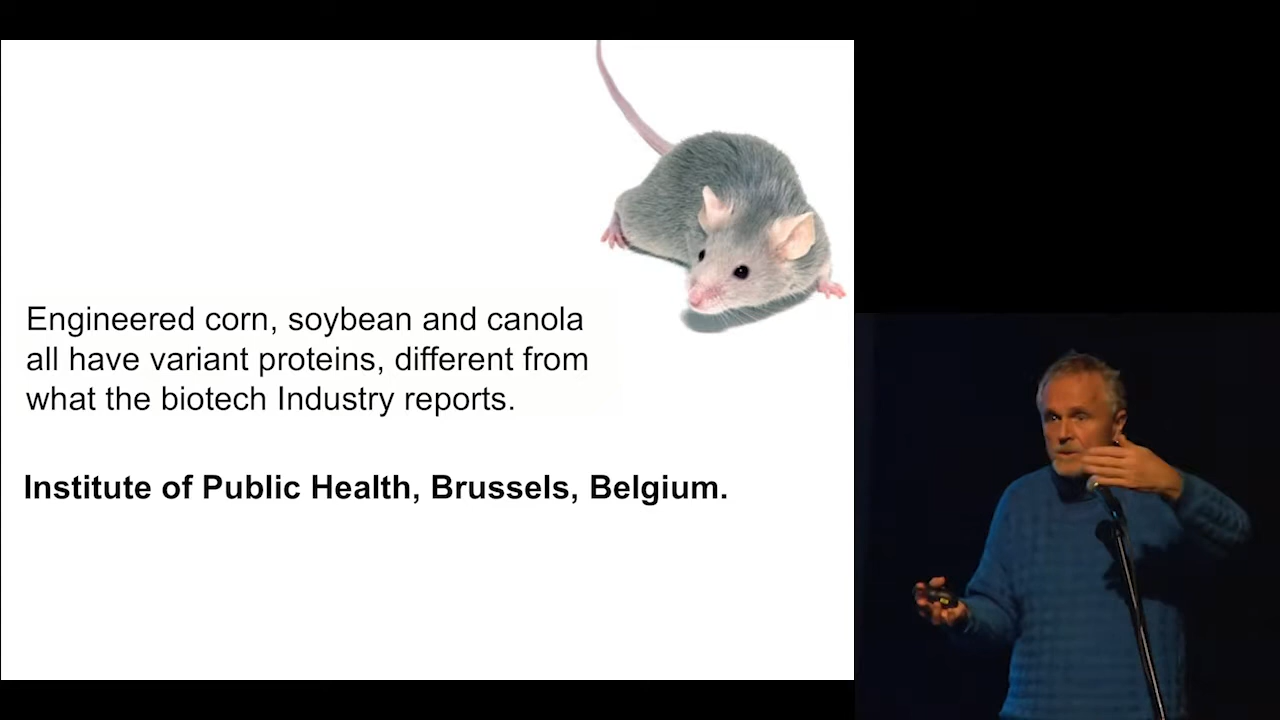 Engineered corn, soybean and canola
all have variant proteins, different from
what the biotech Industry reports.
Institute of Public Health, Brussels, Belgium.